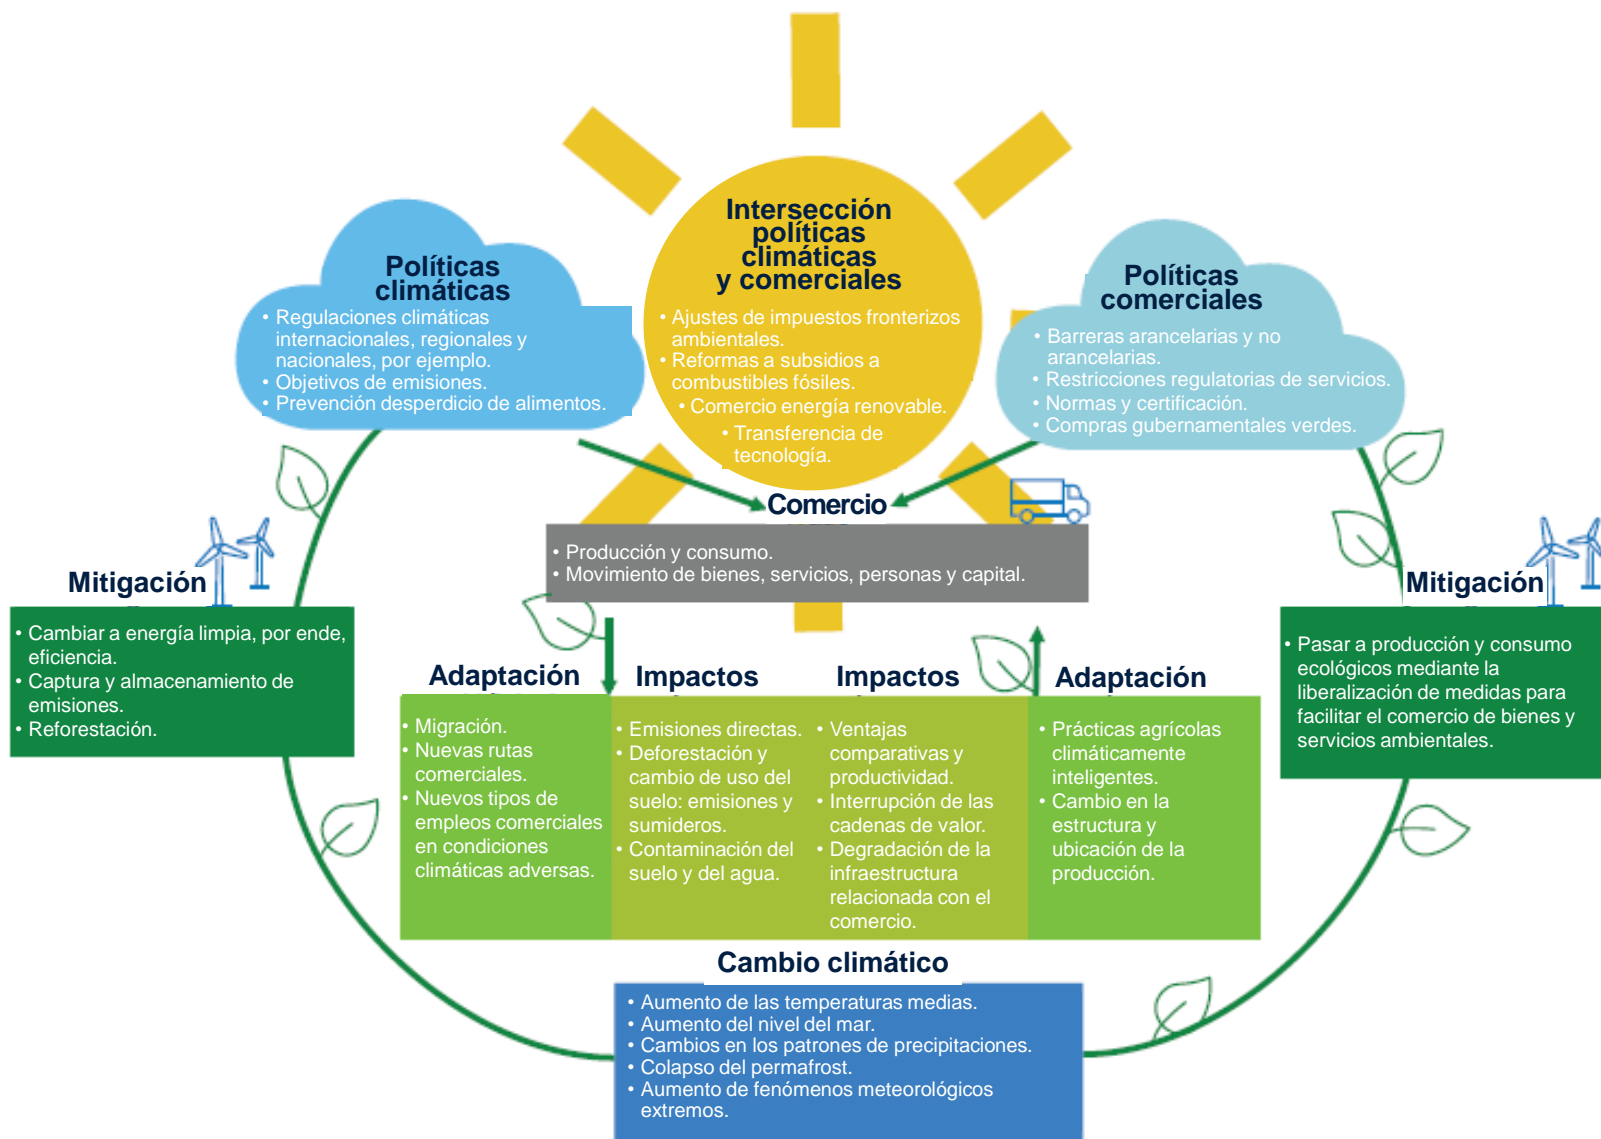 Intersección
políticas
climáticas
y comerciales
• Ajustes de impuestos fronterizos
ambientales.
• Reformas a subsidios a
combustibles fósiles.
• Comercio energía renovable.
• Transferencia de
tecnología.
Políticas
climáticas
• Regulaciones climáticas
internacionales, regionales y
nacionales, por ejemplo.
• Objetivos de emisiones.
• Prevención desperdicio de alimentos.
Políticas
comerciales
• Barreras arancelarias y no
arancelarias.
• Restricciones regulatorias de servicios.
• Normas y certificación.
• Compras gubernamentales verdes.
Comercio
• Producción y consumo.
• Movimiento de bienes, servicios, personas y capital.
Mitigación
• Cambiar a energía limpia, por ende,
eficiencia.
• Captura y almacenamiento de
emisiones.
• Reforestación.
Adaptación
• Migración.
• Nuevas rutas
comerciales.
• Nuevos tipos de
empleos comerciales
en condiciones
climáticas adversas.
Impactos
• Emisiones directas.
• Deforestación y
cambio de uso del
suelo: emisiones y
sumideros.
• Contaminación del
suelo y del agua.
Impactos
• Ventajas
comparativas y
productividad.
• Interrupción de las
cadenas de valor.
• Degradación de la
infraestructura
relacionada con el
comercio.
Adaptación
• Prácticas agrícolas
climáticamente
inteligentes.
• Cambio en la
estructura y
ubicación de la
producción.
Mitigación
• Pasar a producción y consumo
ecológicos mediante la
liberalización de medidas para
facilitar el comercio de bienes y
servicios ambientales.
Cambio climático
• Aumento de las temperaturas medias.
• Aumento del nivel del mar.
• Cambios en los patrones de precipitaciones.
• Colapso del permafrost.
• Aumento de fenómenos meteorológicos
extremos.